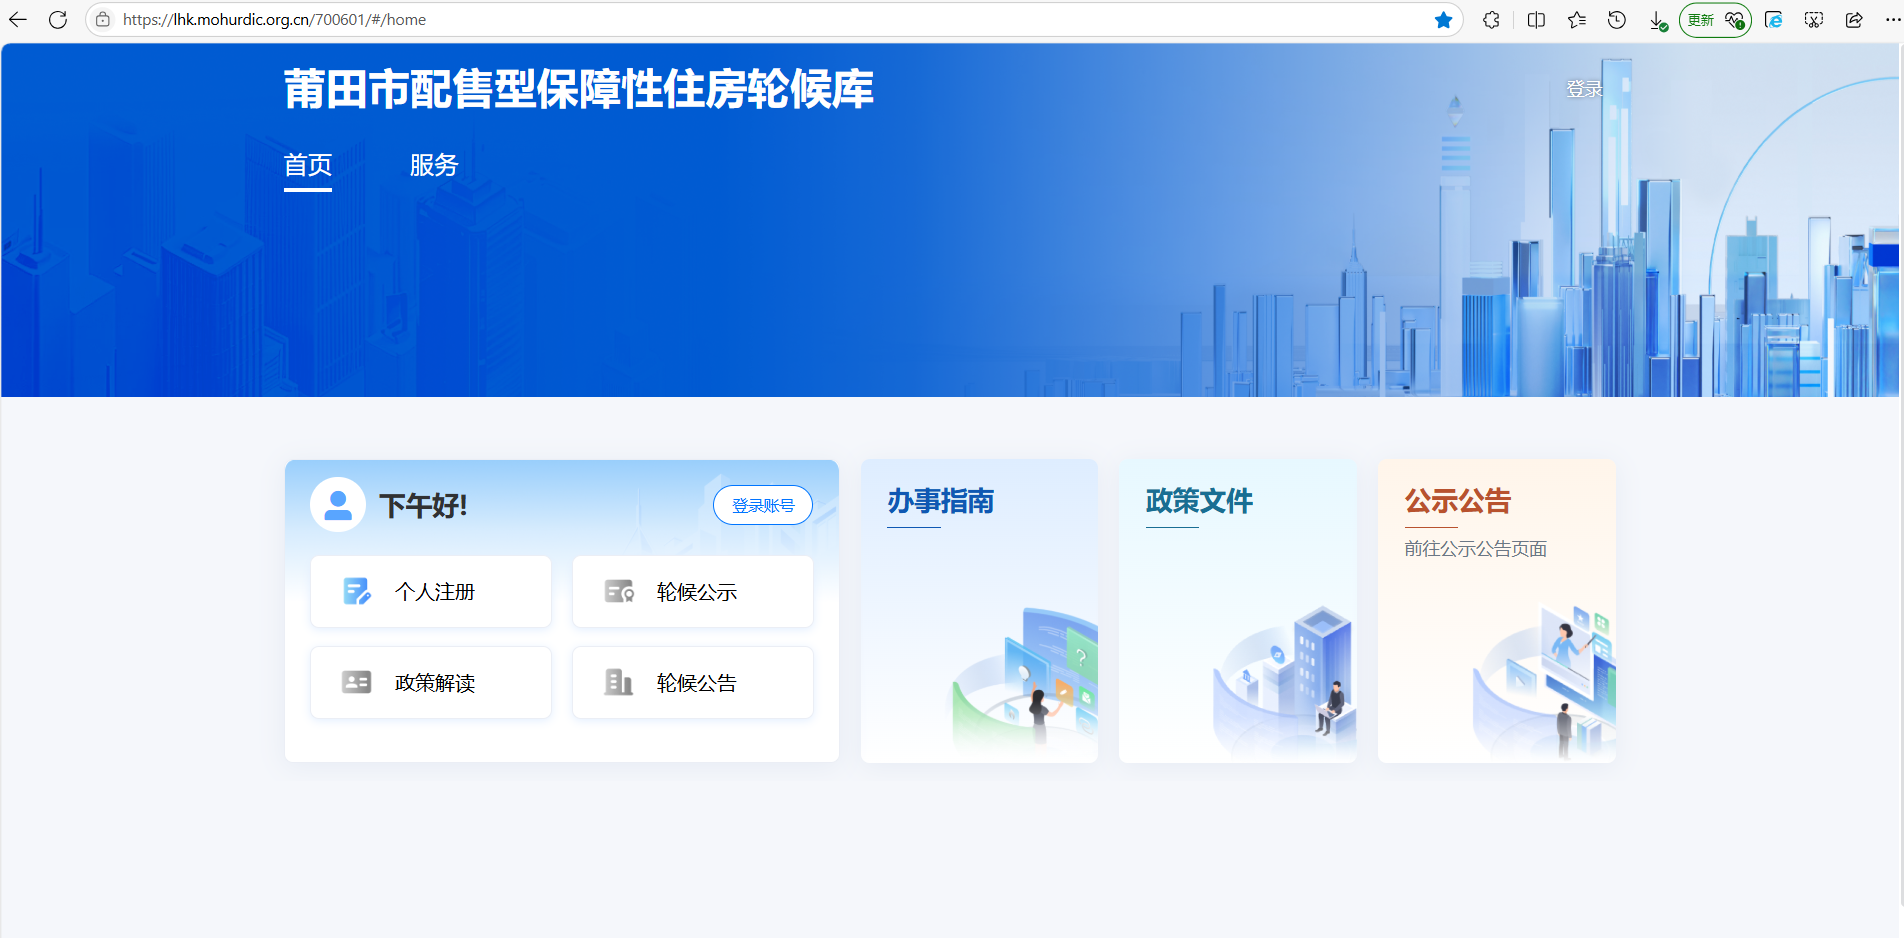 https://lhk.mohurdic.org.cn/700601/#/home
更新
莆田市配售型保障性住房轮候库
登录
首页
服务
下午好!
登录账号
个人注册
轮候公示
政策解读
轮候公告
办事指南
政策文件
公示公告
前往公示公告页面